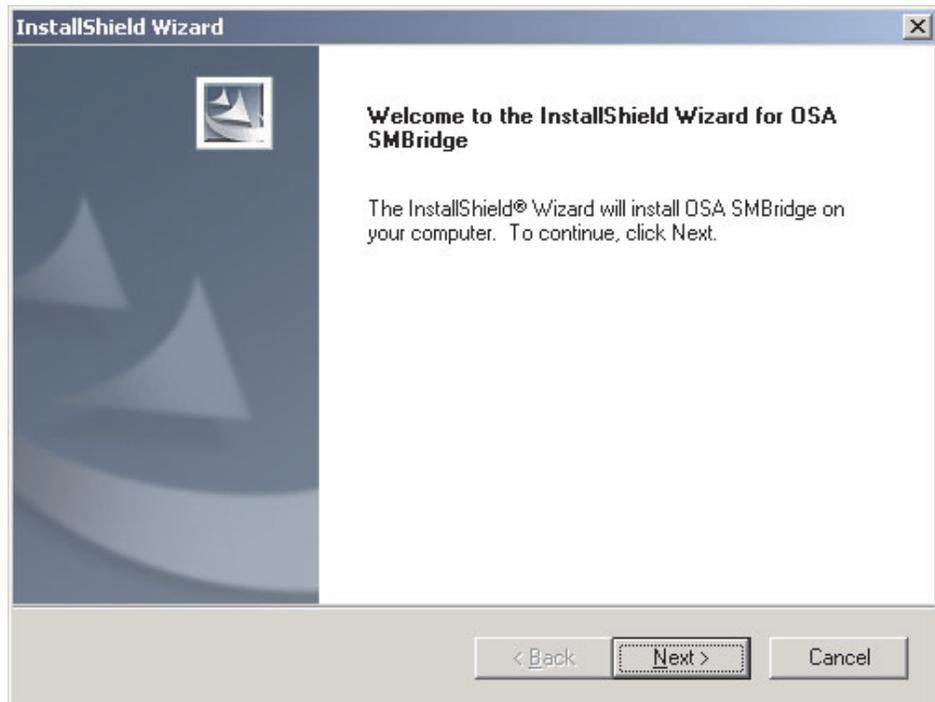 InstallShield Wizard
Welcome to the InstallShield Wizard for OSA
SMBridge
The InstallShield® Wizard will install OSA SMBridge on
your computer. To continue, click Next.
< Back
Next >
Cancel